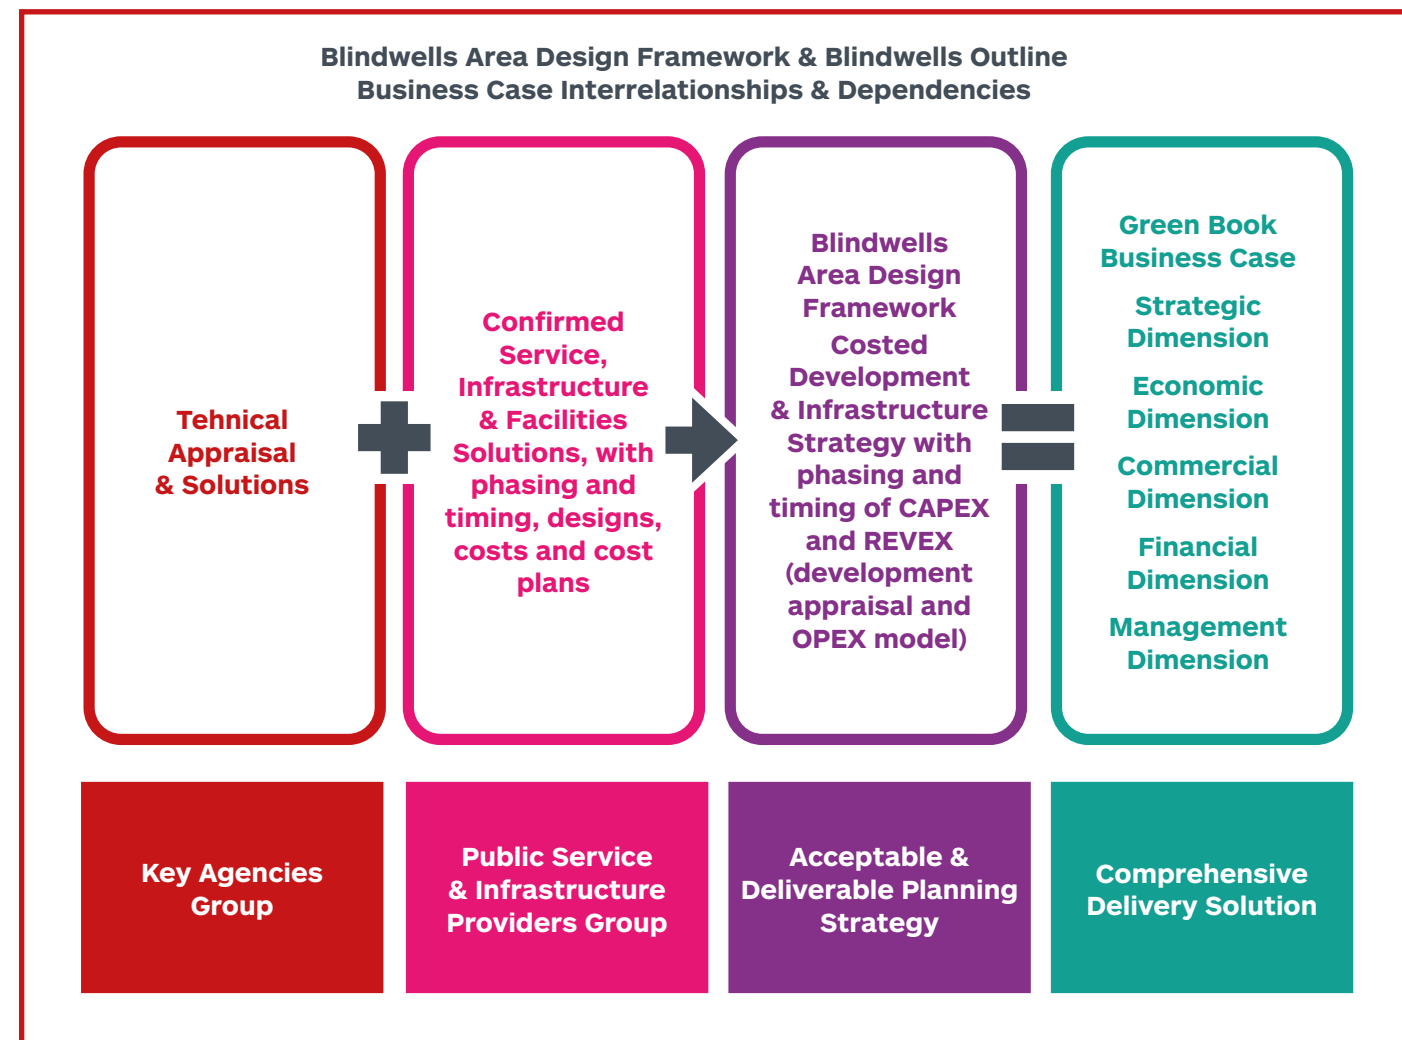 Blindwells Area Design Framework & Blindwells Outline
Business Case Interrelationships & Dependencies
Tehnical
Appraisal
& Solutions
Confirmed
Service,
Infrastructure
& Facilities
Solutions, with
phasing and
timing, designs,
costs and cost
plans
Blindwells
Area Design
Framework
Costed
Development
& Infrastructure
Strategy with
phasing and
timing of CAPEX
and REVEX
(development
appraisal and
OPEX model)
Green Book
Business Case
Strategic
Dimension
Economic
Dimension
Commercial
Dimension
Financial
Dimension
Management
Dimension
Key Agencies
Group
Public Service
& Infrastructure
Providers Group
Acceptable &
Deliverable Planning
Strategy
Comprehensive
Delivery Solution